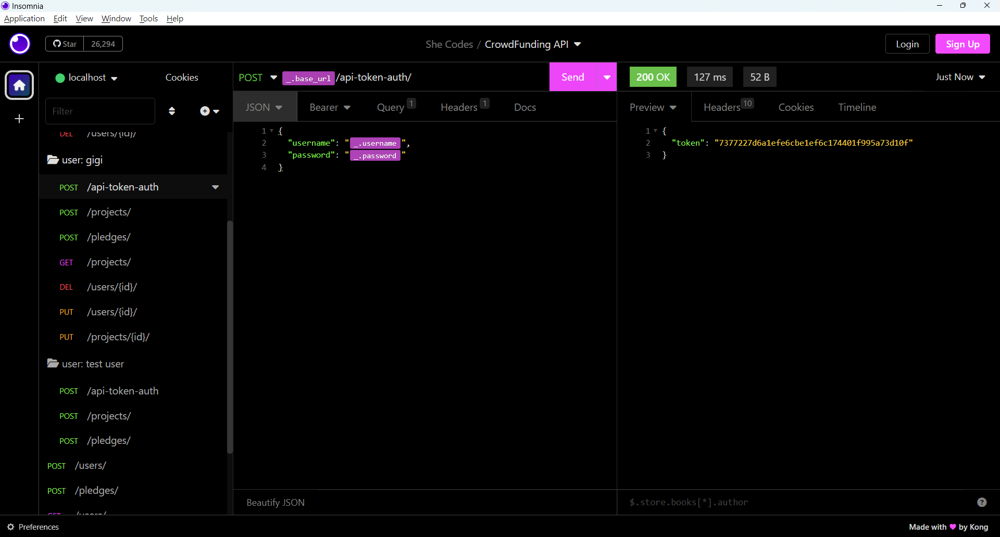 Insomnia
Application Edit View Window Tools Help
Star 26,294
She Codes / CrowdFunding API
Login Sign Up
localhost Cookies
POST _.base_url /api-token-auth/ Send
200 OK 127 ms 52 B Just Now
Filter
JSON Bearer Query 1 Headers 1 Docs
Preview Headers 10 Cookies Timeline
DEL /users/{id}/
user: gigi
POST /api-token-auth
POST /projects/
POST /pledges/
GET /projects/
DEL /users/{id}/
PUT /users/{id}/
PUT /projects/{id}/
user: test user
POST /api-token-auth
POST /projects/
POST /pledges/
POST /users/
POST /pledges/
GET /users/
1 {
2 "username": " _.username ",
3 "password": " _.password "
4 }
1 {
2 "token": "7377227d6a1efe6cbe1ef6c174401f995a73d10f"
3 }
Beautify JSON
$.store.books[*].author
Preferences
Made with ♥ by Kong